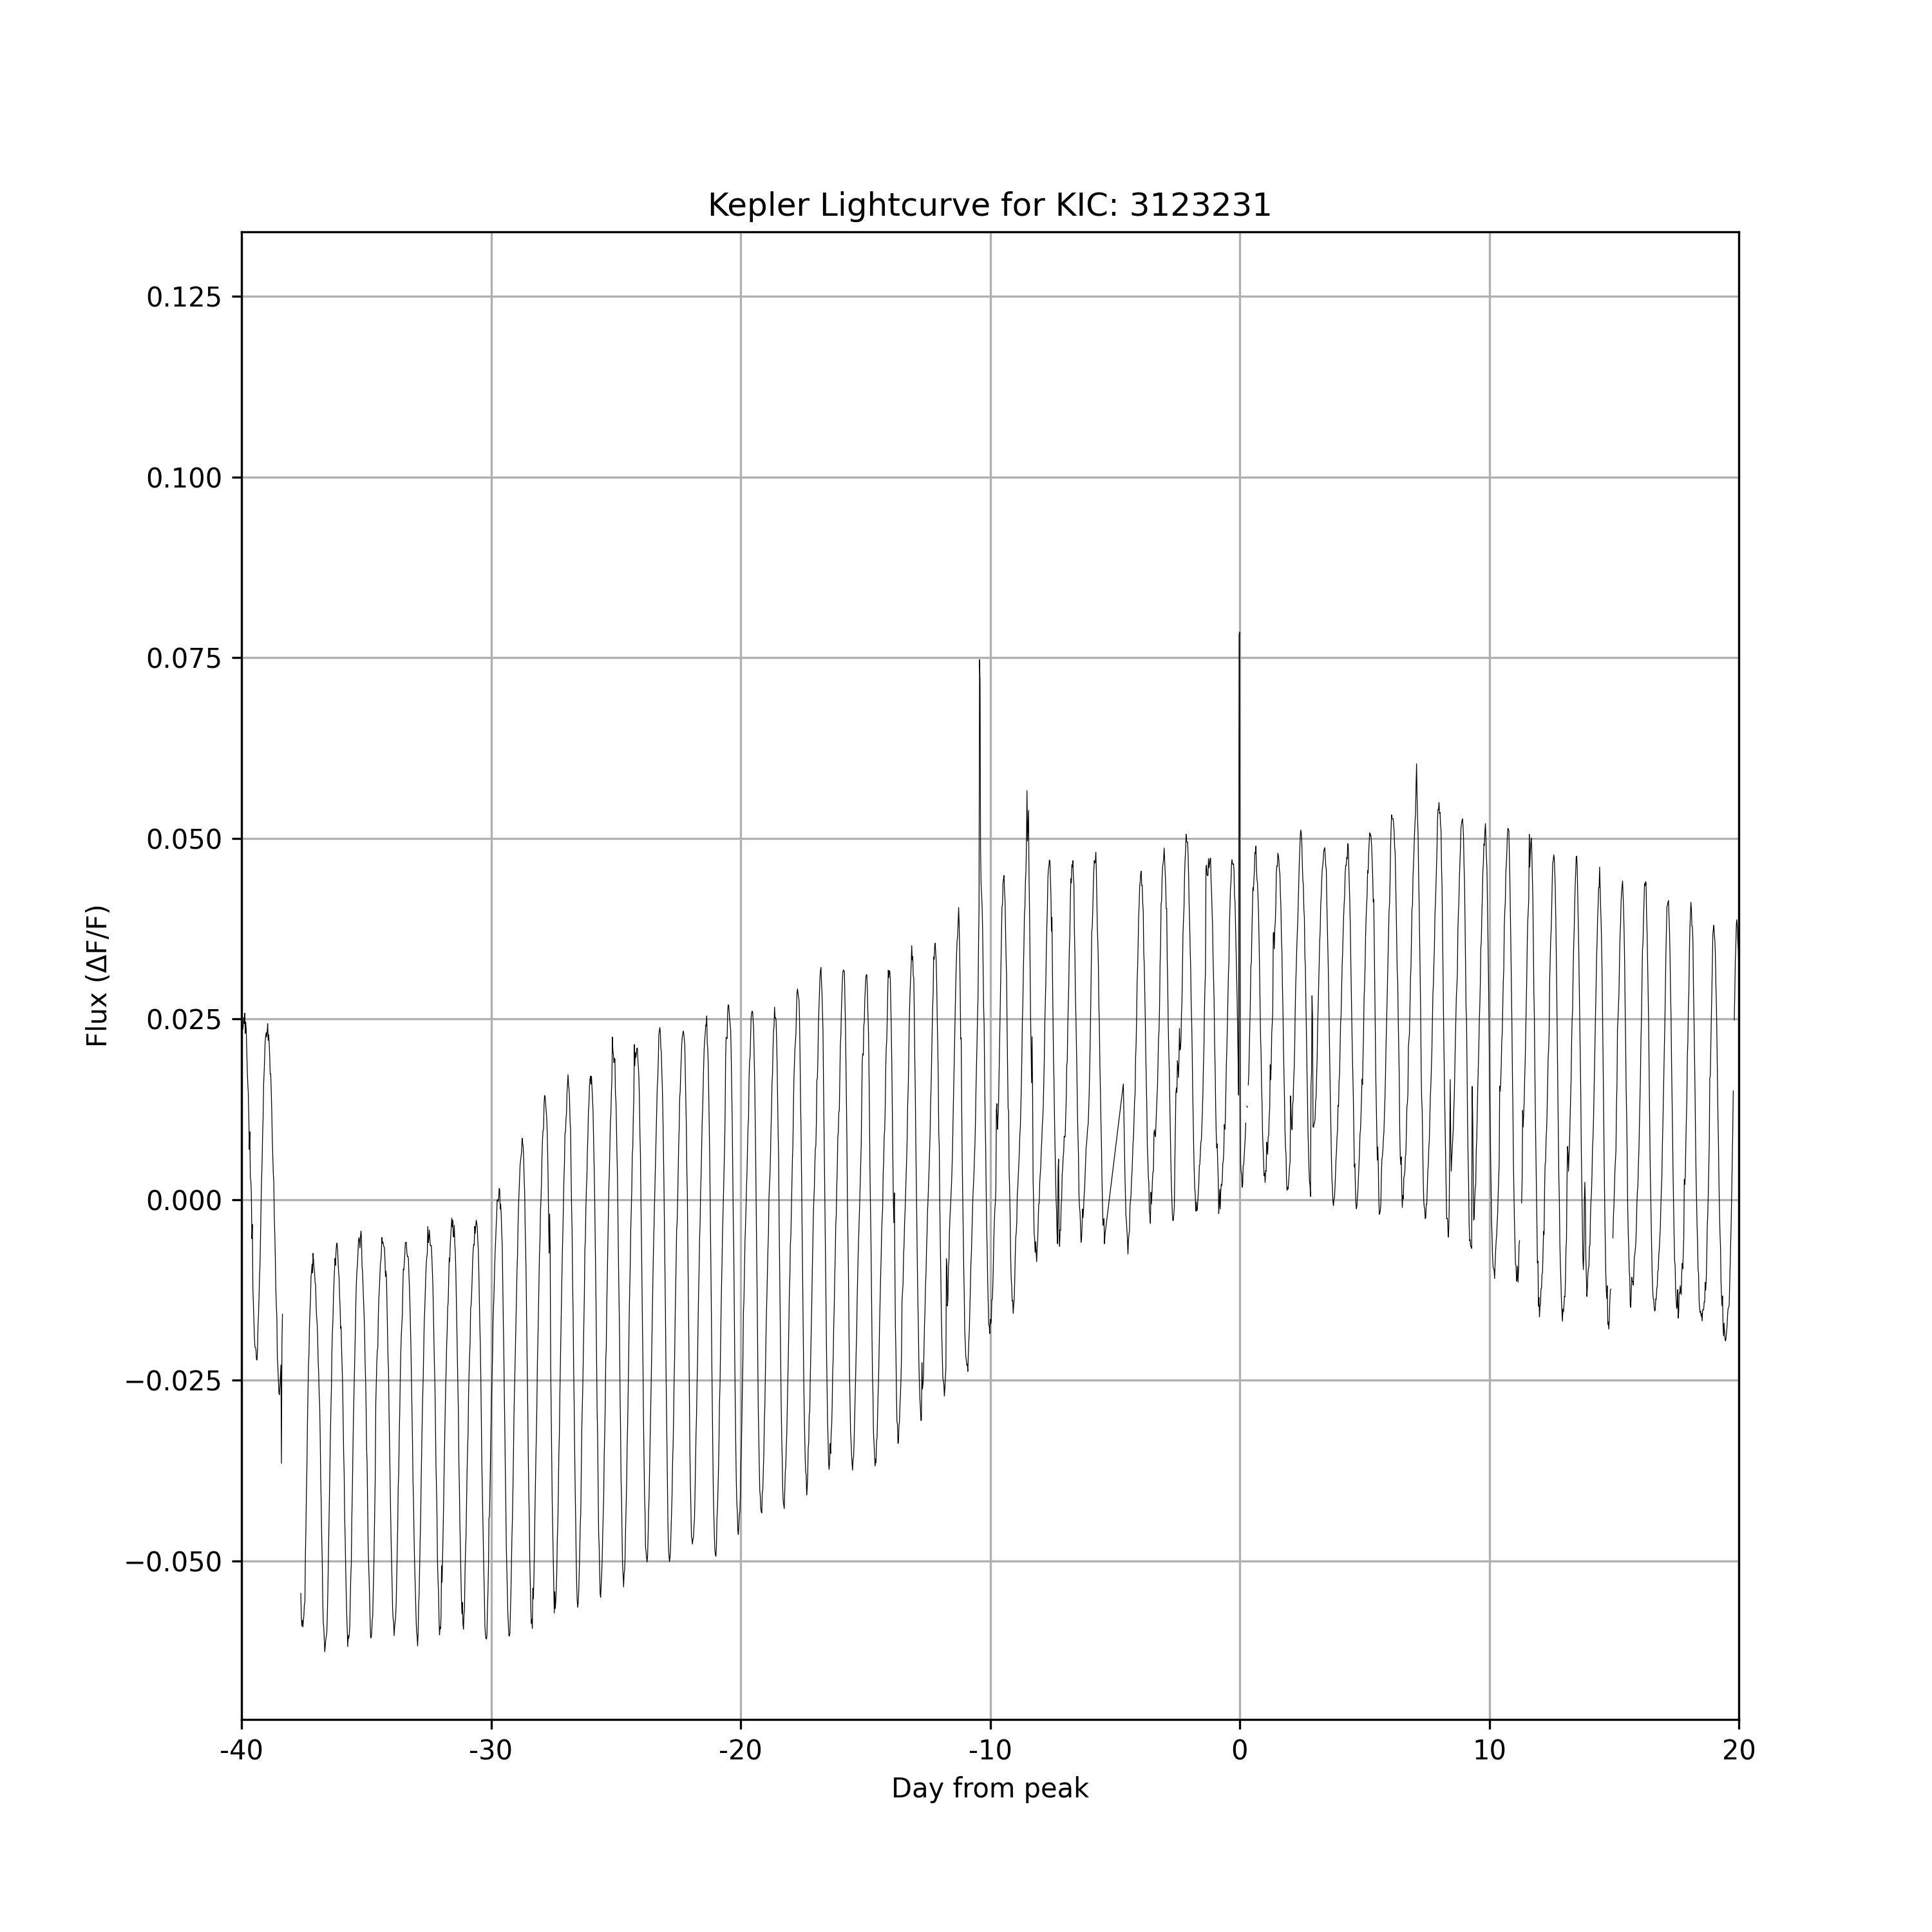 Kepler Lightcurve for KIC: 3123231
0.125
0.100
0.075
0.050
0.025
0.000
−0.025
−0.050
Flux (ΔF/F)
-40 -30 -20 -10 0 10 20
Day from peak